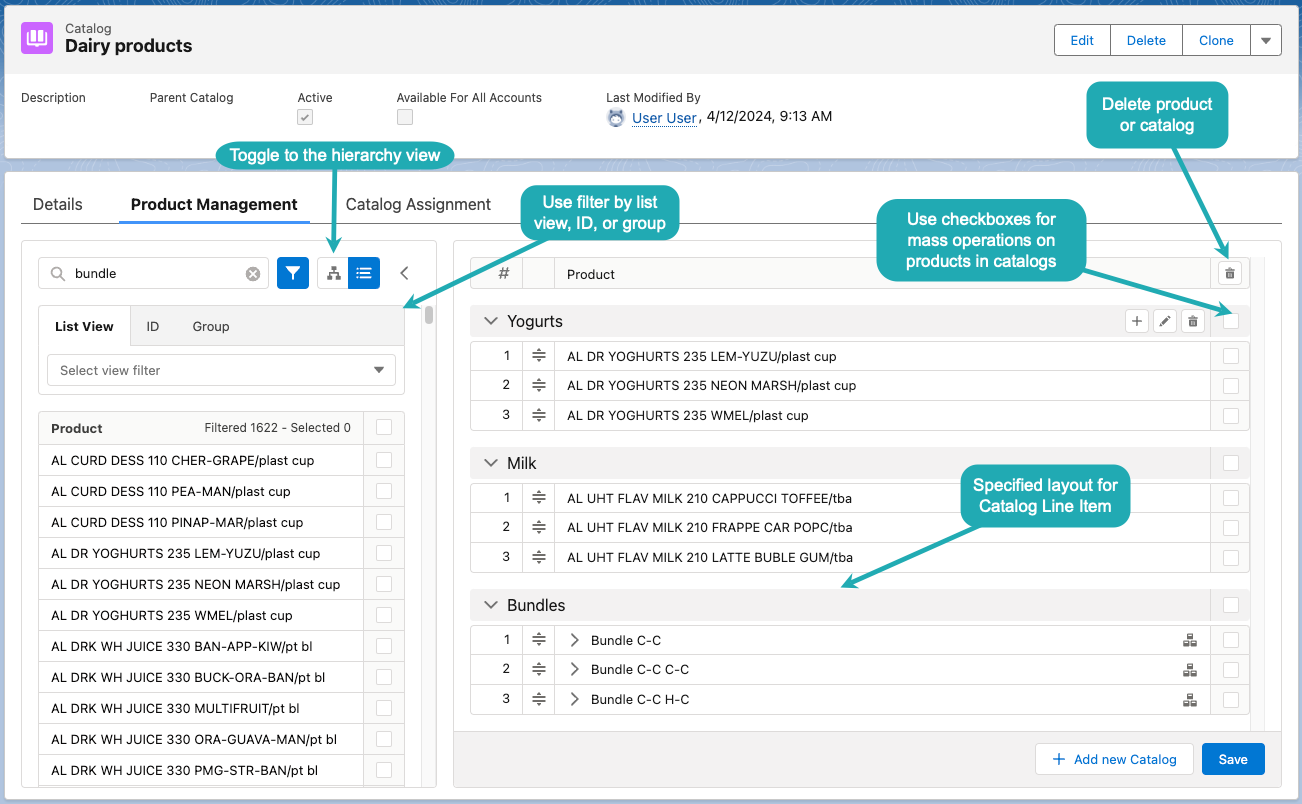 Catalog
Dairy products
Edit
Delete
Clone
Description
Parent Catalog
Active
Available For All Accounts
Last Modified By
User User, 4/12/2024, 9:13 AM
Delete product
or catalog
Toggle to the hierarchy view
Details
Product Management
Catalog Assignment
Use filter by list
view, ID, or group
Use checkboxes for
mass operations on
products in catalogs
bundle
List View
ID
Group
Select view filter
Product
Filtered 1622 - Selected 0
AL CURD DESS 110 CHER-GRAPE/plast cup
AL CURD DESS 110 PEA-MAN/plast cup
AL CURD DESS 110 PINAP-MAR/plast cup
AL DR YOGHURTS 235 LEM-YUZU/plast cup
AL DR YOGHURTS 235 NEON MARSH/plast cup
AL DR YOGHURTS 235 WMEL/plast cup
AL DRK WH JUICE 330 BAN-APP-KIW/pt bl
AL DRK WH JUICE 330 BUCK-ORA-BAN/pt bl
AL DRK WH JUICE 330 MULTIFRUIT/pt bl
AL DRK WH JUICE 330 ORA-GUAVA-MAN/pt bl
AL DRK WH JUICE 330 PMG-STR-BAN/pt bl
# Product
Yogurts
1 AL DR YOGHURTS 235 LEM-YUZU/plast cup
2 AL DR YOGHURTS 235 NEON MARSH/plast cup
3 AL DR YOGHURTS 235 WMEL/plast cup
Milk
1 AL UHT FLAV MILK 210 CAPPUCCI TOFFEE/tba
2 AL UHT FLAV MILK 210 FRAPPE CAR POPC/tba
3 AL UHT FLAV MILK 210 LATTE BUBLE GUM/tba
Specified layout for
Catalog Line Item
Bundles
1 Bundle C-C
2 Bundle C-C C-C
3 Bundle C-C H-C
+ Add new Catalog
Save